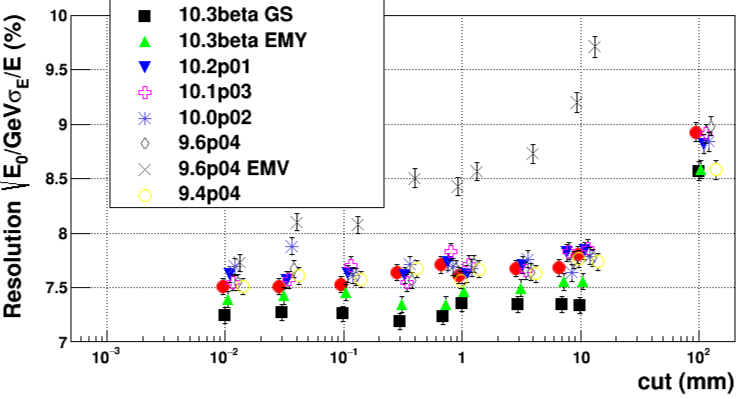 10.3beta GS
10.3beta EMY
10.2p01
10.1p03
10.0p02
9.6p04
9.6p04 EMV
9.4p04
Resolution √E₀/GeVσ_E/E (%)
10
9.5
9
8.5
8
7.5
7
10⁻³
10⁻²
10⁻¹
1
10
10²
cut (mm)